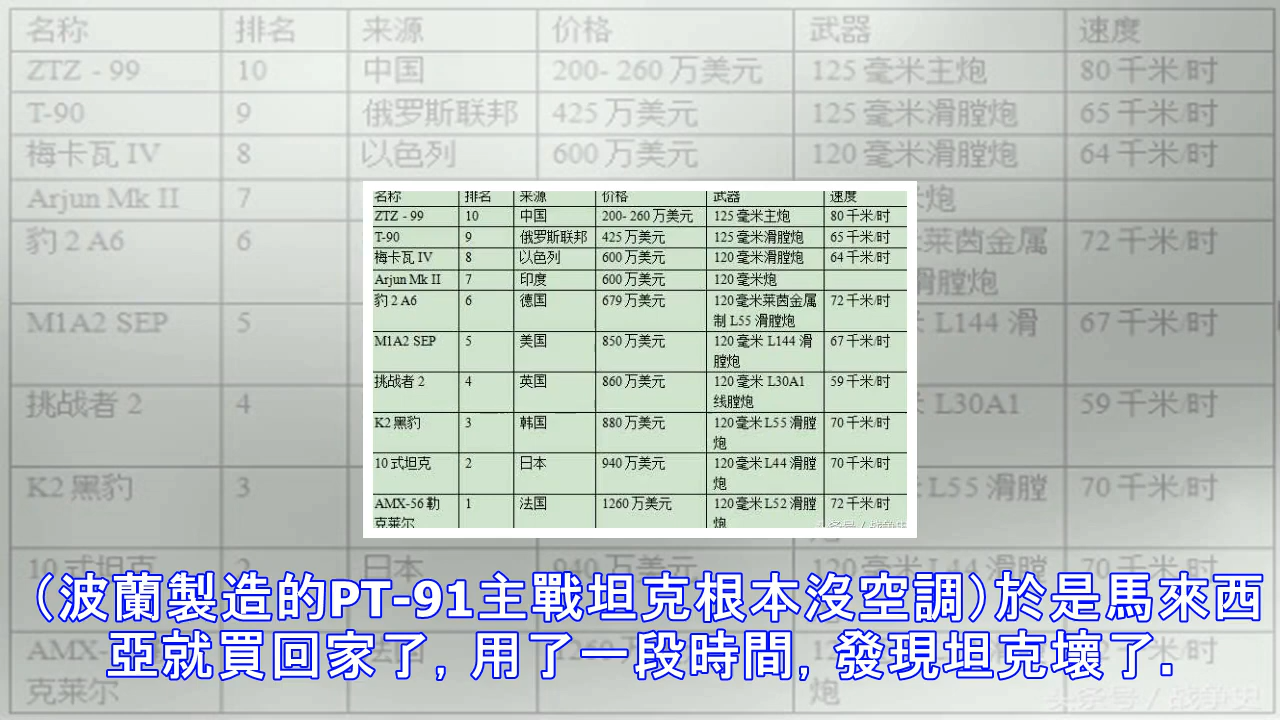 名称 排名 来源 价格 武器 速度
ZTZ - 99 10 中国 200- 260 万美元 125 毫米主炮 80 千米/时
T-90 9 俄罗斯联邦 425 万美元 125 毫米滑膛炮 65 千米/时
梅卡瓦 IV 8 以色列 600 万美元 120 毫米滑膛炮 64 千米/时
Arjun Mk II 7 印度 600 万美元 120 毫米炮
豹 2 A6 6 德国 679 万美元 120 毫米莱茵金属 72 千米/时
制 L55 滑膛炮
M1A2 SEP 5 美国 850 万美元 120 毫米 L144 滑 67 千米/时
膛炮
挑战者 2 4 英国 860 万美元 120 毫米 L30A1 59 千米/时
线膛炮
K2 黑豹 3 韩国 880 万美元 120 毫米 L55 滑膛 70 千米/时
炮
10 式坦克 2 日本 940 万美元 120 毫米 L44 滑膛 70 千米/时
炮
AMX-56 勒 1 法国 1260 万美元 120 毫米 L52 滑膛 72 千米/时
克莱尔 炮
头条号 / 战争史
(波蘭製造的PT-91主戰坦克根本沒空調)於是馬來西
亞就買回家了, 用了一段時間, 發現坦克壞了.